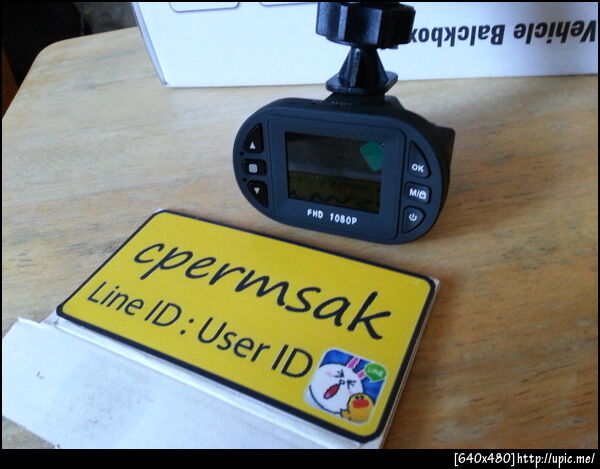 Vehicle Balckbox
OK
M/
FHD 1080P
cpermsak
Line ID : User ID
[640x480]http://upic.me/